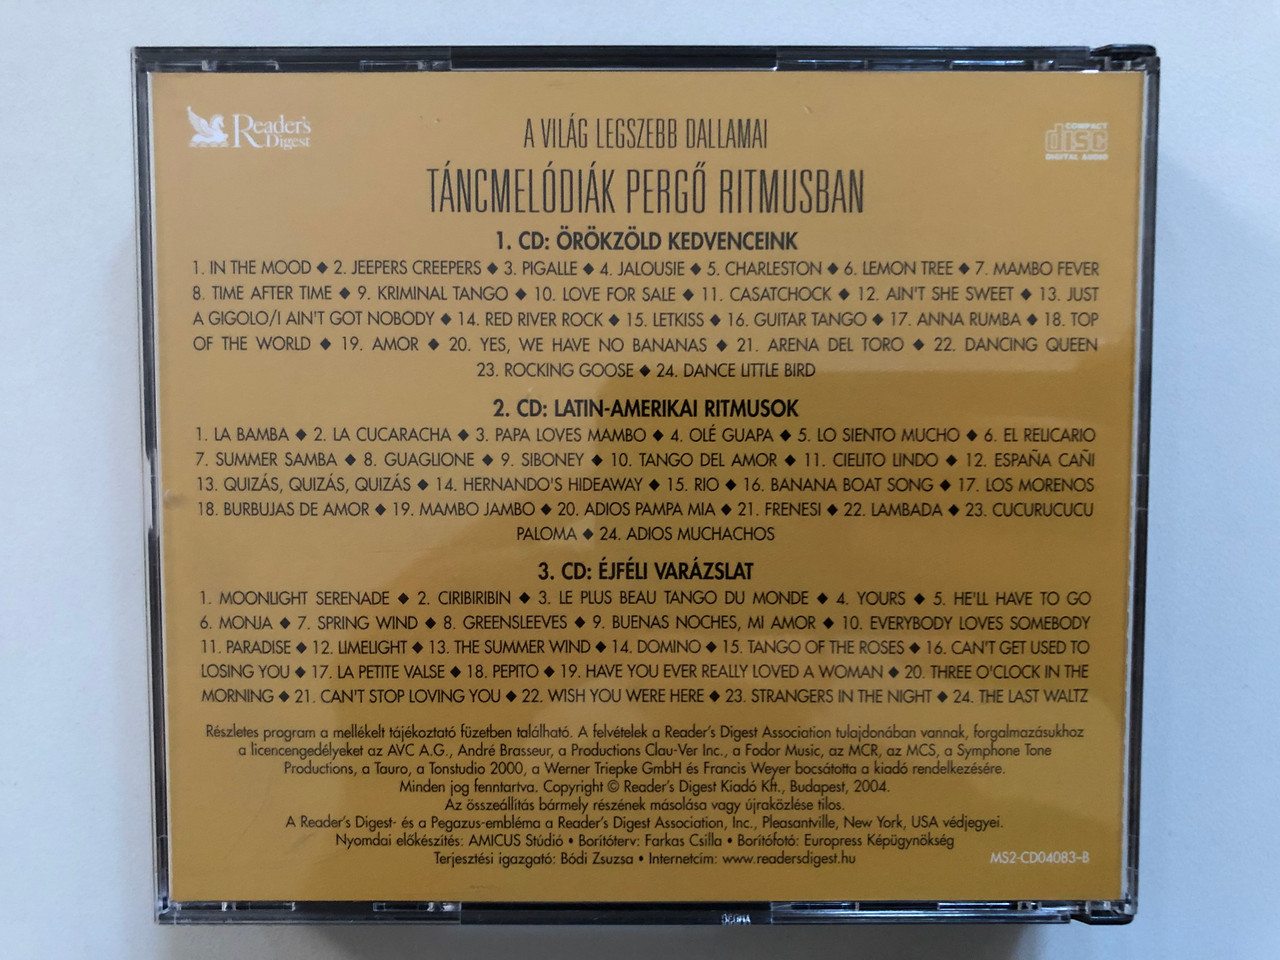 Reader's
Digest
A VILÁG LEGSZEBB DALLAMAI
COMPACT
disc
DIGITAL AUDIO
TÁNCMELÓDIÁK PERGŐ RITMUSBAN
1. CD: ÖRÖKZÖLD KEDVENCEINK
1. IN THE MOOD ◆ 2. JEEPERS CREEPERS ◆ 3. PIGALLE ◆ 4. JALOUSIE ◆ 5. CHARLESTON ◆ 6. LEMON TREE ◆ 7. MAMBO FEVER
8. TIME AFTER TIME ◆ 9. KRIMINAL TANGO ◆ 10. LOVE FOR SALE ◆ 11. CASATCHOCK ◆ 12. AIN'T SHE SWEET ◆ 13. JUST
A GIGOLO/I AIN'T GOT NOBODY ◆ 14. RED RIVER ROCK ◆ 15. LETKISS ◆ 16. GUITAR TANGO ◆ 17. ANNA RUMBA ◆ 18. TOP
OF THE WORLD ◆ 19. AMOR ◆ 20. YES, WE HAVE NO BANANAS ◆ 21. ARENA DEL TORO ◆ 22. DANCING QUEEN
23. ROCKING GOOSE ◆ 24. DANCE LITTLE BIRD
2. CD: LATIN-AMERIKAI RITMUSOK
1. LA BAMBA ◆ 2. LA CUCARACHA ◆ 3. PAPA LOVES MAMBO ◆ 4. OLÉ GUAPA ◆ 5. LO SIENTO MUCHO ◆ 6. EL RELICARIO
7. SUMMER SAMBA ◆ 8. GUAGLIONE ◆ 9. SIBONEY ◆ 10. TANGO DEL AMOR ◆ 11. CIELITO LINDO ◆ 12. ESPAÑA CAÑI
13. QUIZÁS, QUIZÁS, QUIZÁS ◆ 14. HERNANDO'S HIDEAWAY ◆ 15. RIO ◆ 16. BANANA BOAT SONG ◆ 17. LOS MORENOS
18. BURBUJAS DE AMOR ◆ 19. MAMBO JAMBO ◆ 20. ADIOS PAMPA MIA ◆ 21. FRENESI ◆ 22. LAMBADA ◆ 23. CUCURUCUCU
PALOMA ◆ 24. ADIOS MUCHACHOS
3. CD: ÉJFÉLI VARÁZSLAT
1. MOONLIGHT SERENADE ◆ 2. CIRIBIRIBIN ◆ 3. LE PLUS BEAU TANGO DU MONDE ◆ 4. YOURS ◆ 5. HE'LL HAVE TO GO
6. MONJA ◆ 7. SPRING WIND ◆ 8. GREENSLEEVES ◆ 9. BUENAS NOCHES, MI AMOR ◆ 10. EVERYBODY LOVES SOMEBODY
11. PARADISE ◆ 12. LIMELIGHT ◆ 13. THE SUMMER WIND ◆ 14. DOMINO ◆ 15. TANGO OF THE ROSES ◆ 16. CAN'T GET USED TO
LOSING YOU ◆ 17. LA PETITE VALSE ◆ 18. PEPITO ◆ 19. HAVE YOU EVER REALLY LOVED A WOMAN ◆ 20. THREE O'CLOCK IN THE
MORNING ◆ 21. CAN'T STOP LOVING YOU ◆ 22. WISH YOU WERE HERE ◆ 23. STRANGERS IN THE NIGHT ◆ 24. THE LAST WALTZ
Részletes program a mellékelt tájékoztató füzetben található. A felvételek a Reader's Digest Association tulajdonában vannak, forgalmazásukhoz
a licencengedélyeket az AVC A.G., André Brasseur, a Productions Clau-Ver Inc., a Fodor Music, az MCR, az MCS, a Symphone Tone
Productions, a Tauro, a Tonstudio 2000, a Werner Triepke GmbH és Francis Weyer bocsátotta a kiadó rendelkezésére.
Minden jog fenntartva. Copyright © Reader's Digest Kiadó Kft., Budapest, 2004.
Az összeállítás bármely részének másolása vagy újraközlése tilos.
A Reader's Digest- és a Pegazus-embléma a Reader's Digest Association, Inc., Pleasantville, New York, USA védjegyei.
Nyomdai előkészítés: AMICUS Stúdió • Borítóterv: Farkas Csilla • Borítófotó: Europress Képügynökség
Terjesztési igazgató: Bódi Zsuzsa • Internetcím: www.readersdigest.hu
MS2-CD04083-B